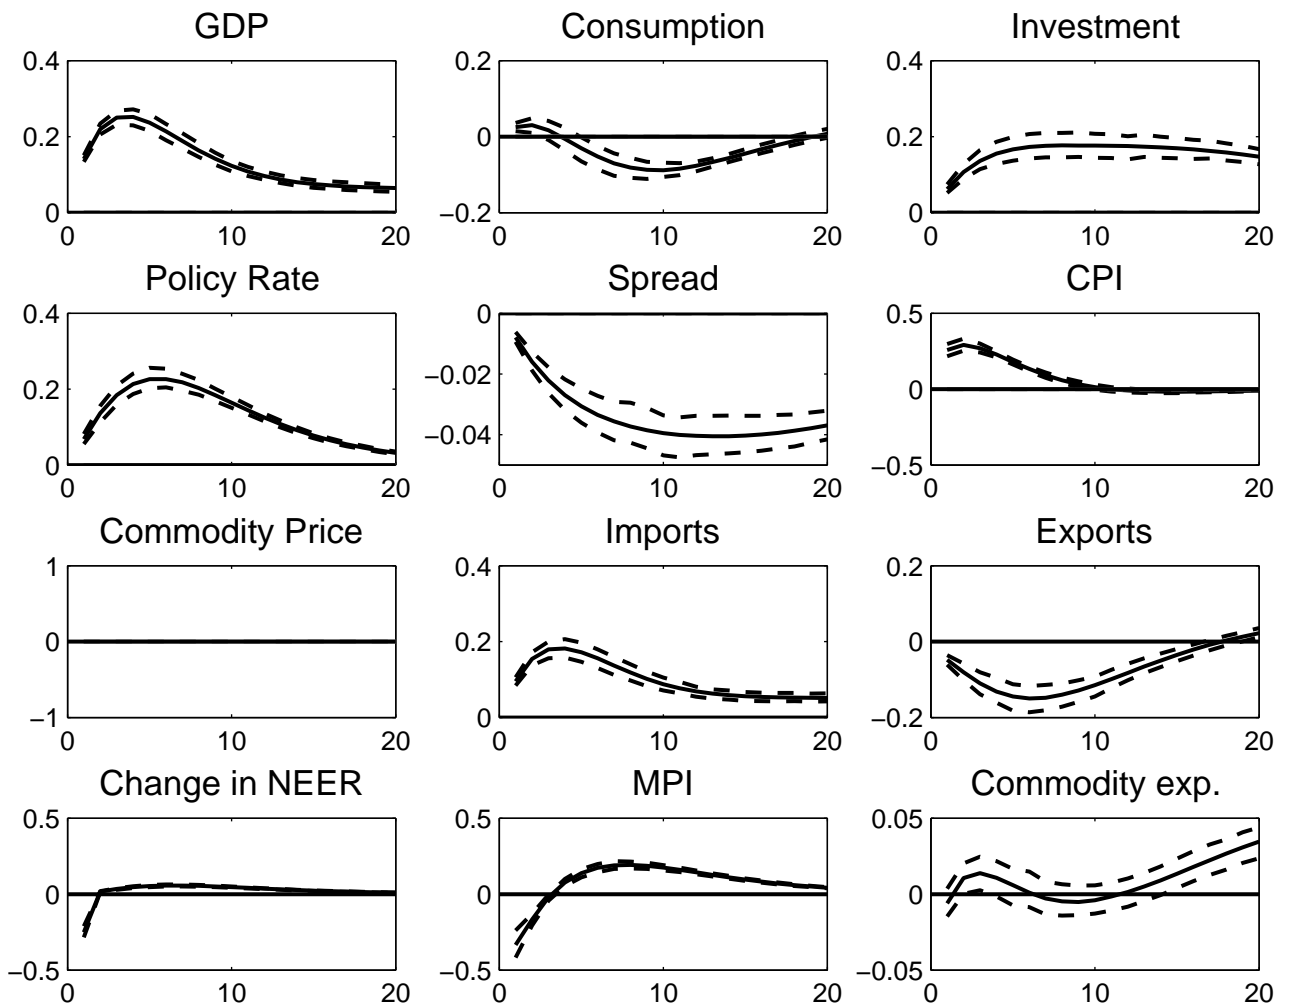 GDP Consumption Investment
0.4 0.2 0.4
0.2 0 0.2
0 −0.2 0
0 10 20 0 10 20 0 10 20
Policy Rate Spread CPI
0.4 0 0.5
0.2 −0.02 0
−0.04
0 −0.5
0 10 20 0 10 20 0 10 20
Commodity Price Imports Exports
1 0.4 0.2
0 0.2 0
−1 0 −0.2
0 10 20 0 10 20 0 10 20
Change in NEER MPI Commodity exp.
0.5 0.5 0.05
0 0 0
−0.5 −0.5 −0.05
0 10 20 0 10 20 0 10 20